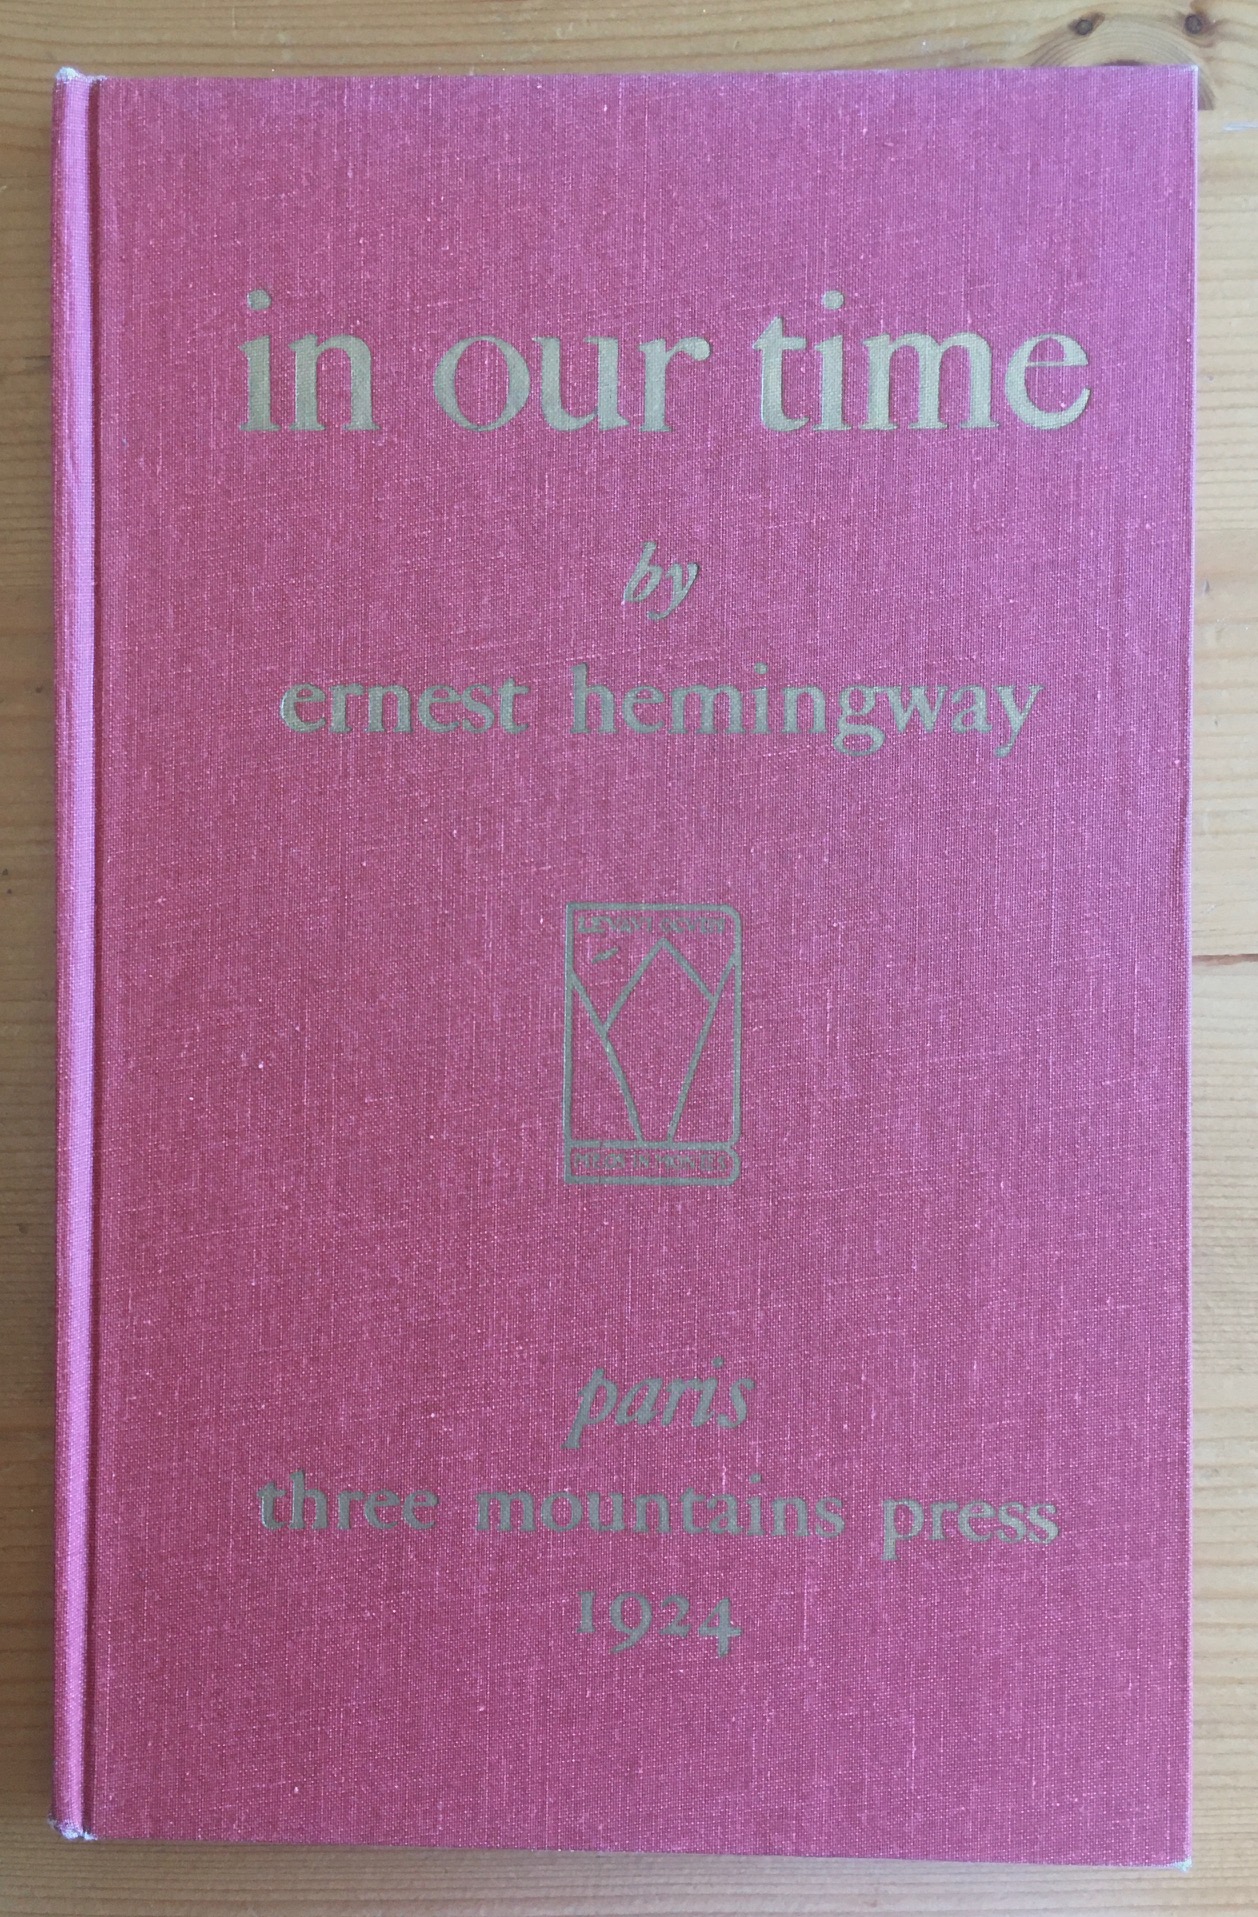 in our time
by
ernest hemingway
paris
three mountains press
1924